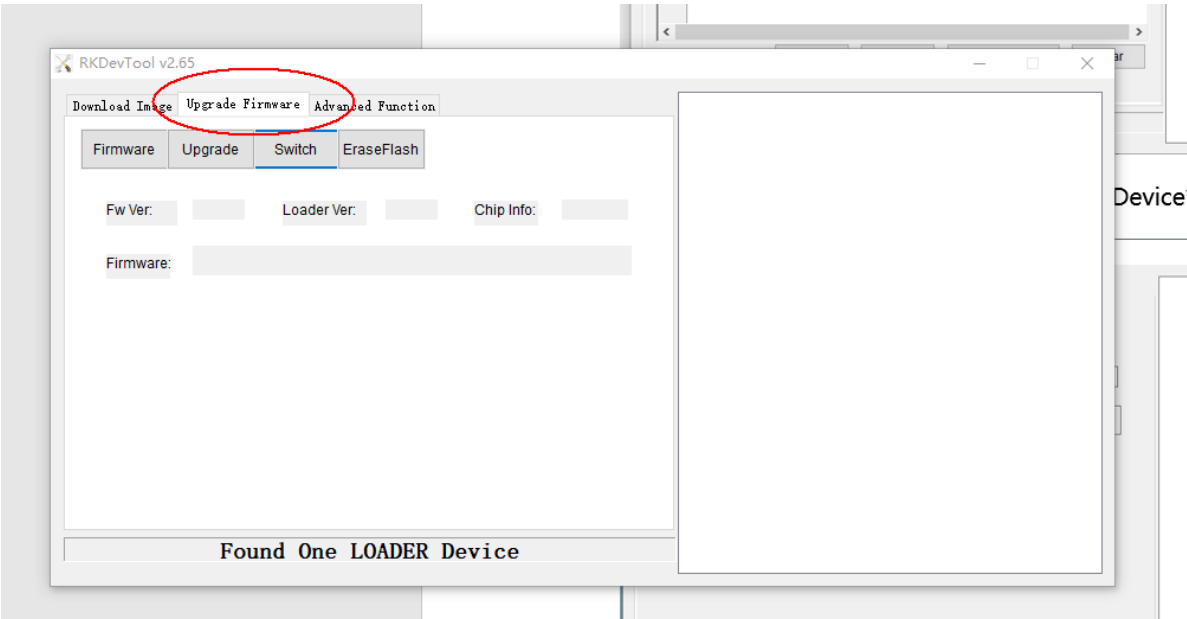 RKDevTool v2.65
Download Image Upgrade Firmware Advanced Function
Firmware Upgrade Switch EraseFlash
Fw Ver: Loader Ver: Chip Info:
Firmware:
Found One LOADER Device
ar
Device